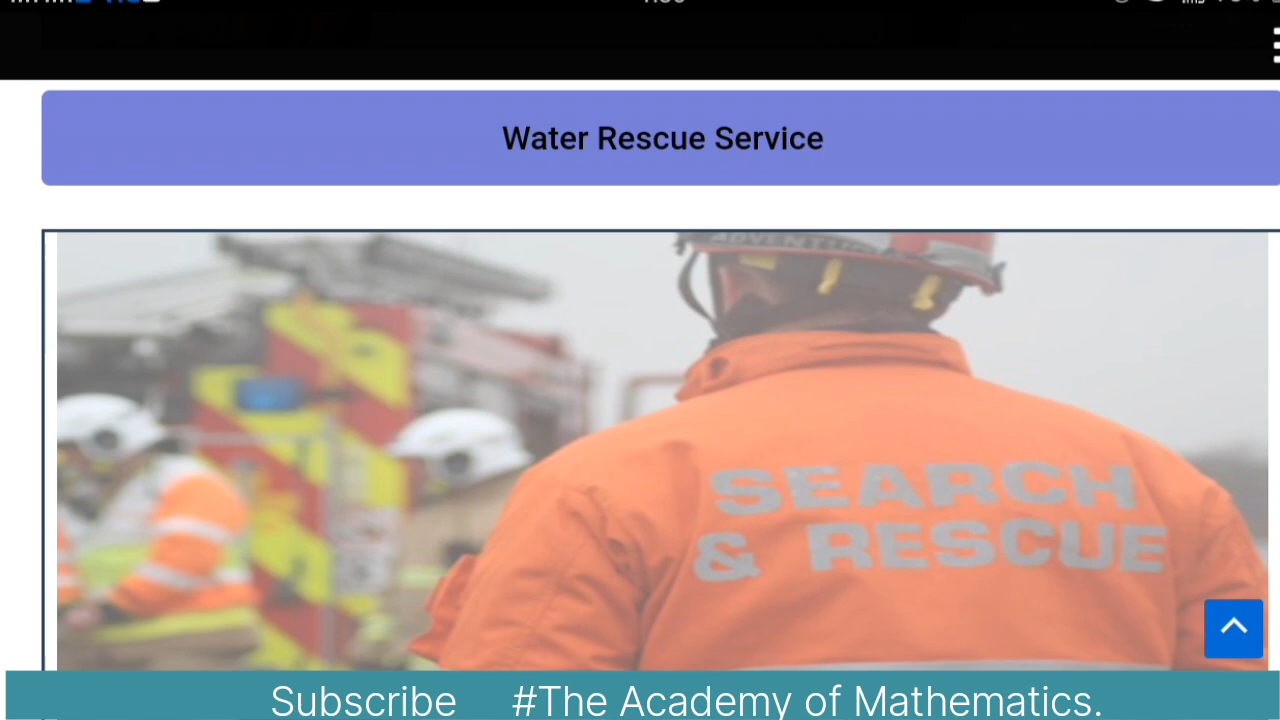 Water Rescue Service
SEARCH
& RESCUE
Subscribe #The Academy of Mathematics.